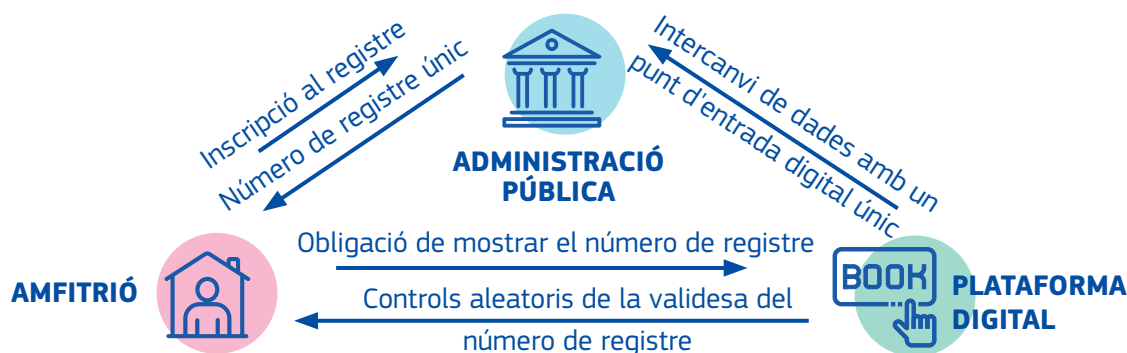 Inscripció al registre
Número de registre únic
ADMINISTRACIÓ
PÚBLICA
Intercanvi de dades amb un
punt d'entrada digital únic
Obligació de mostrar el número de registre
AMFITRIÓ
BOOK
PLATAFORMA
DIGITAL
Controls aleatoris de la validesa del
número de registre